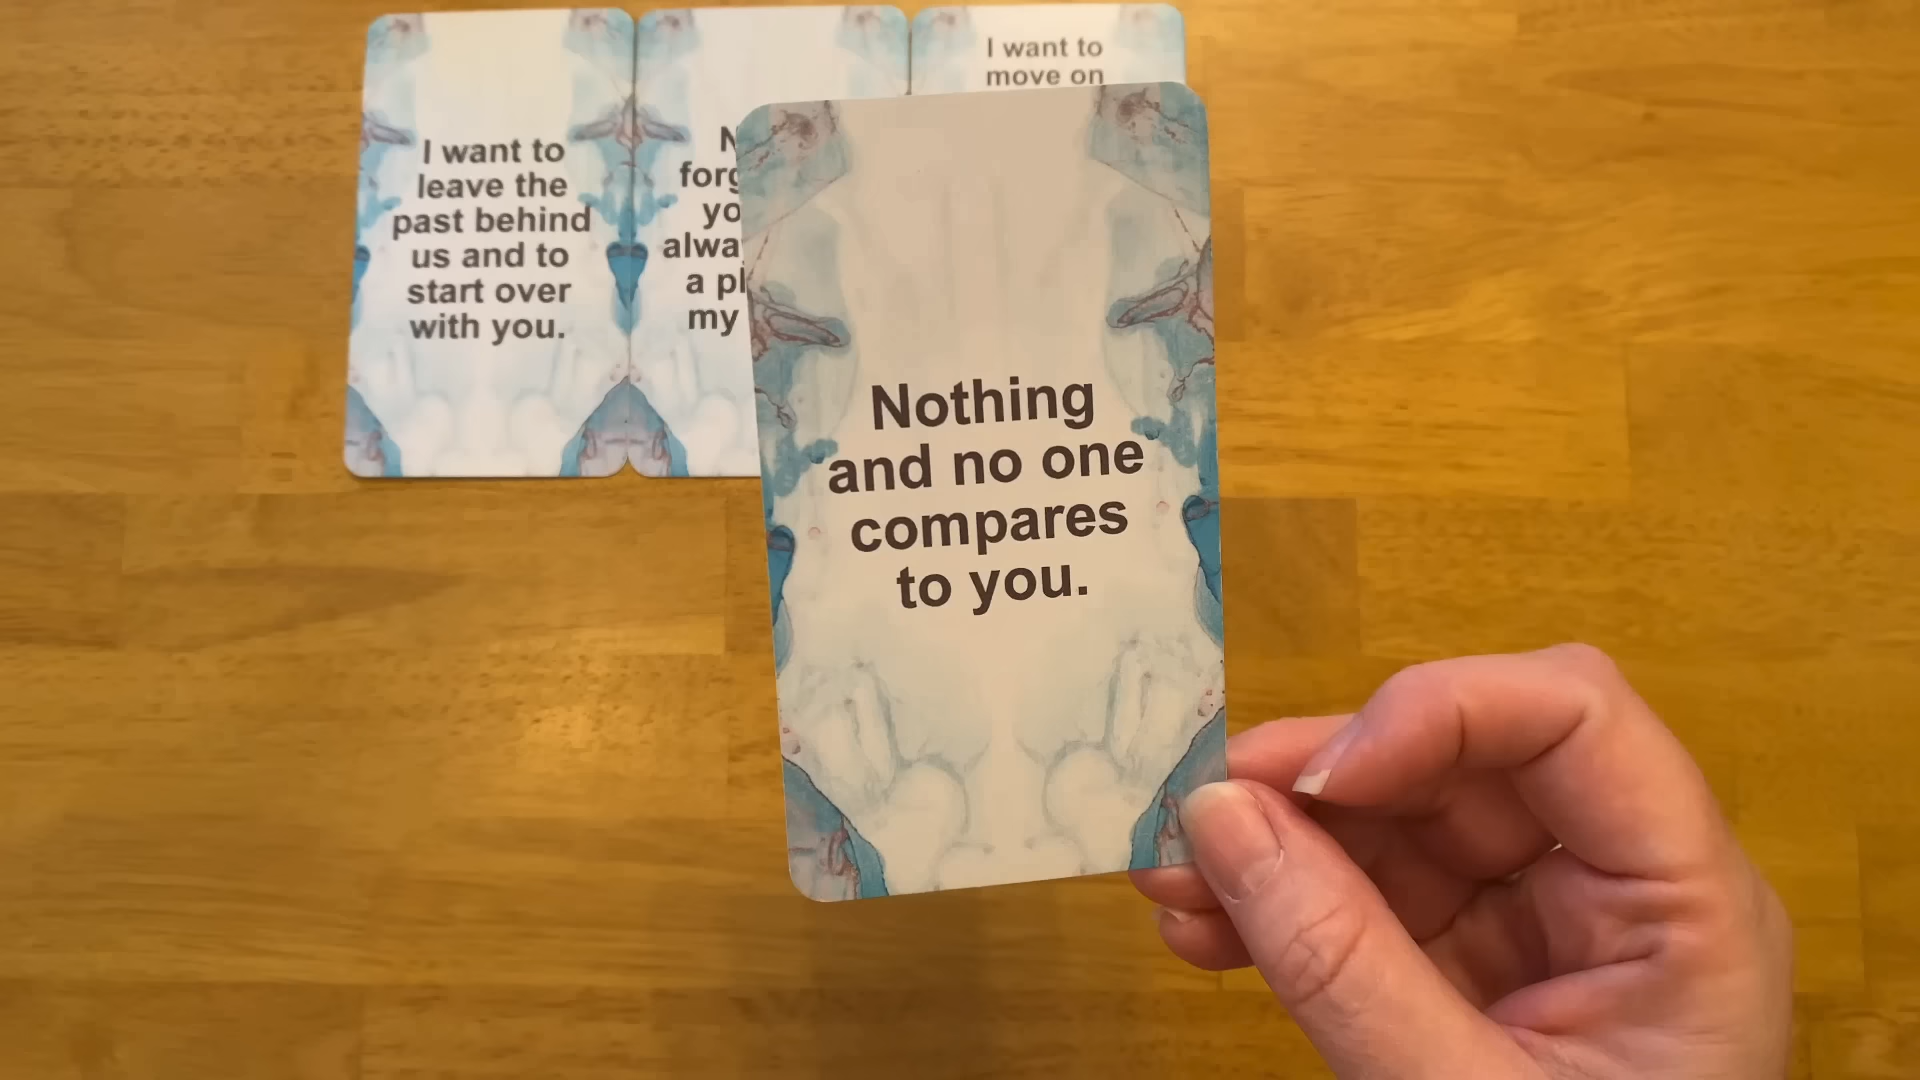 I want to
leave the
past behind
us and to
start over
with you.
a
my
I want to
move on
Nothing
and no one
compares
to you.